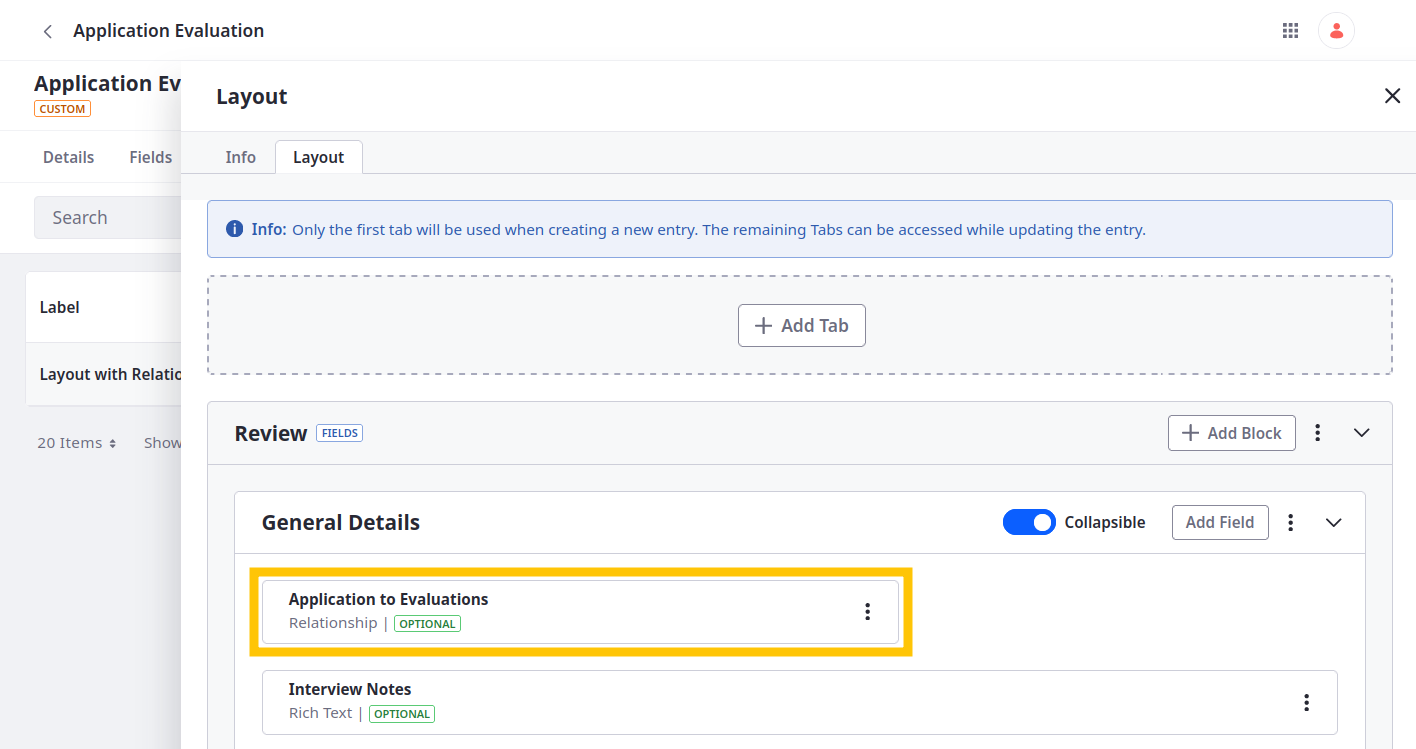 Application Evaluation
Application Ev
CUSTOM
Details Fields
Search
Label
Layout with Relatio
20 Items Show
Layout
Info Layout
Info: Only the first tab will be used when creating a new entry. The remaining Tabs can be accessed while updating the entry.
Add Tab
Review FIELDS Add Block
General Details Collapsible Add Field
Application to Evaluations
Relationship | OPTIONAL
Interview Notes
Rich Text | OPTIONAL